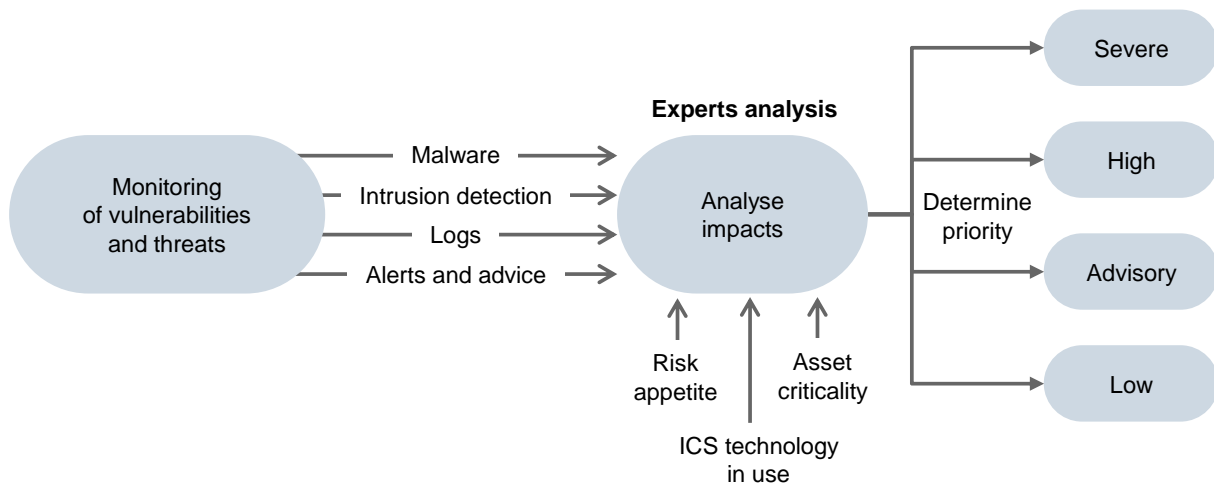 Monitoring
of vulnerabilities
and threats
Malware
Intrusion detection
Logs
Alerts and advice
Experts analysis
Analyse
impacts
Risk
appetite
ICS technology
in use
Asset
criticality
Determine
priority
Severe
High
Advisory
Low